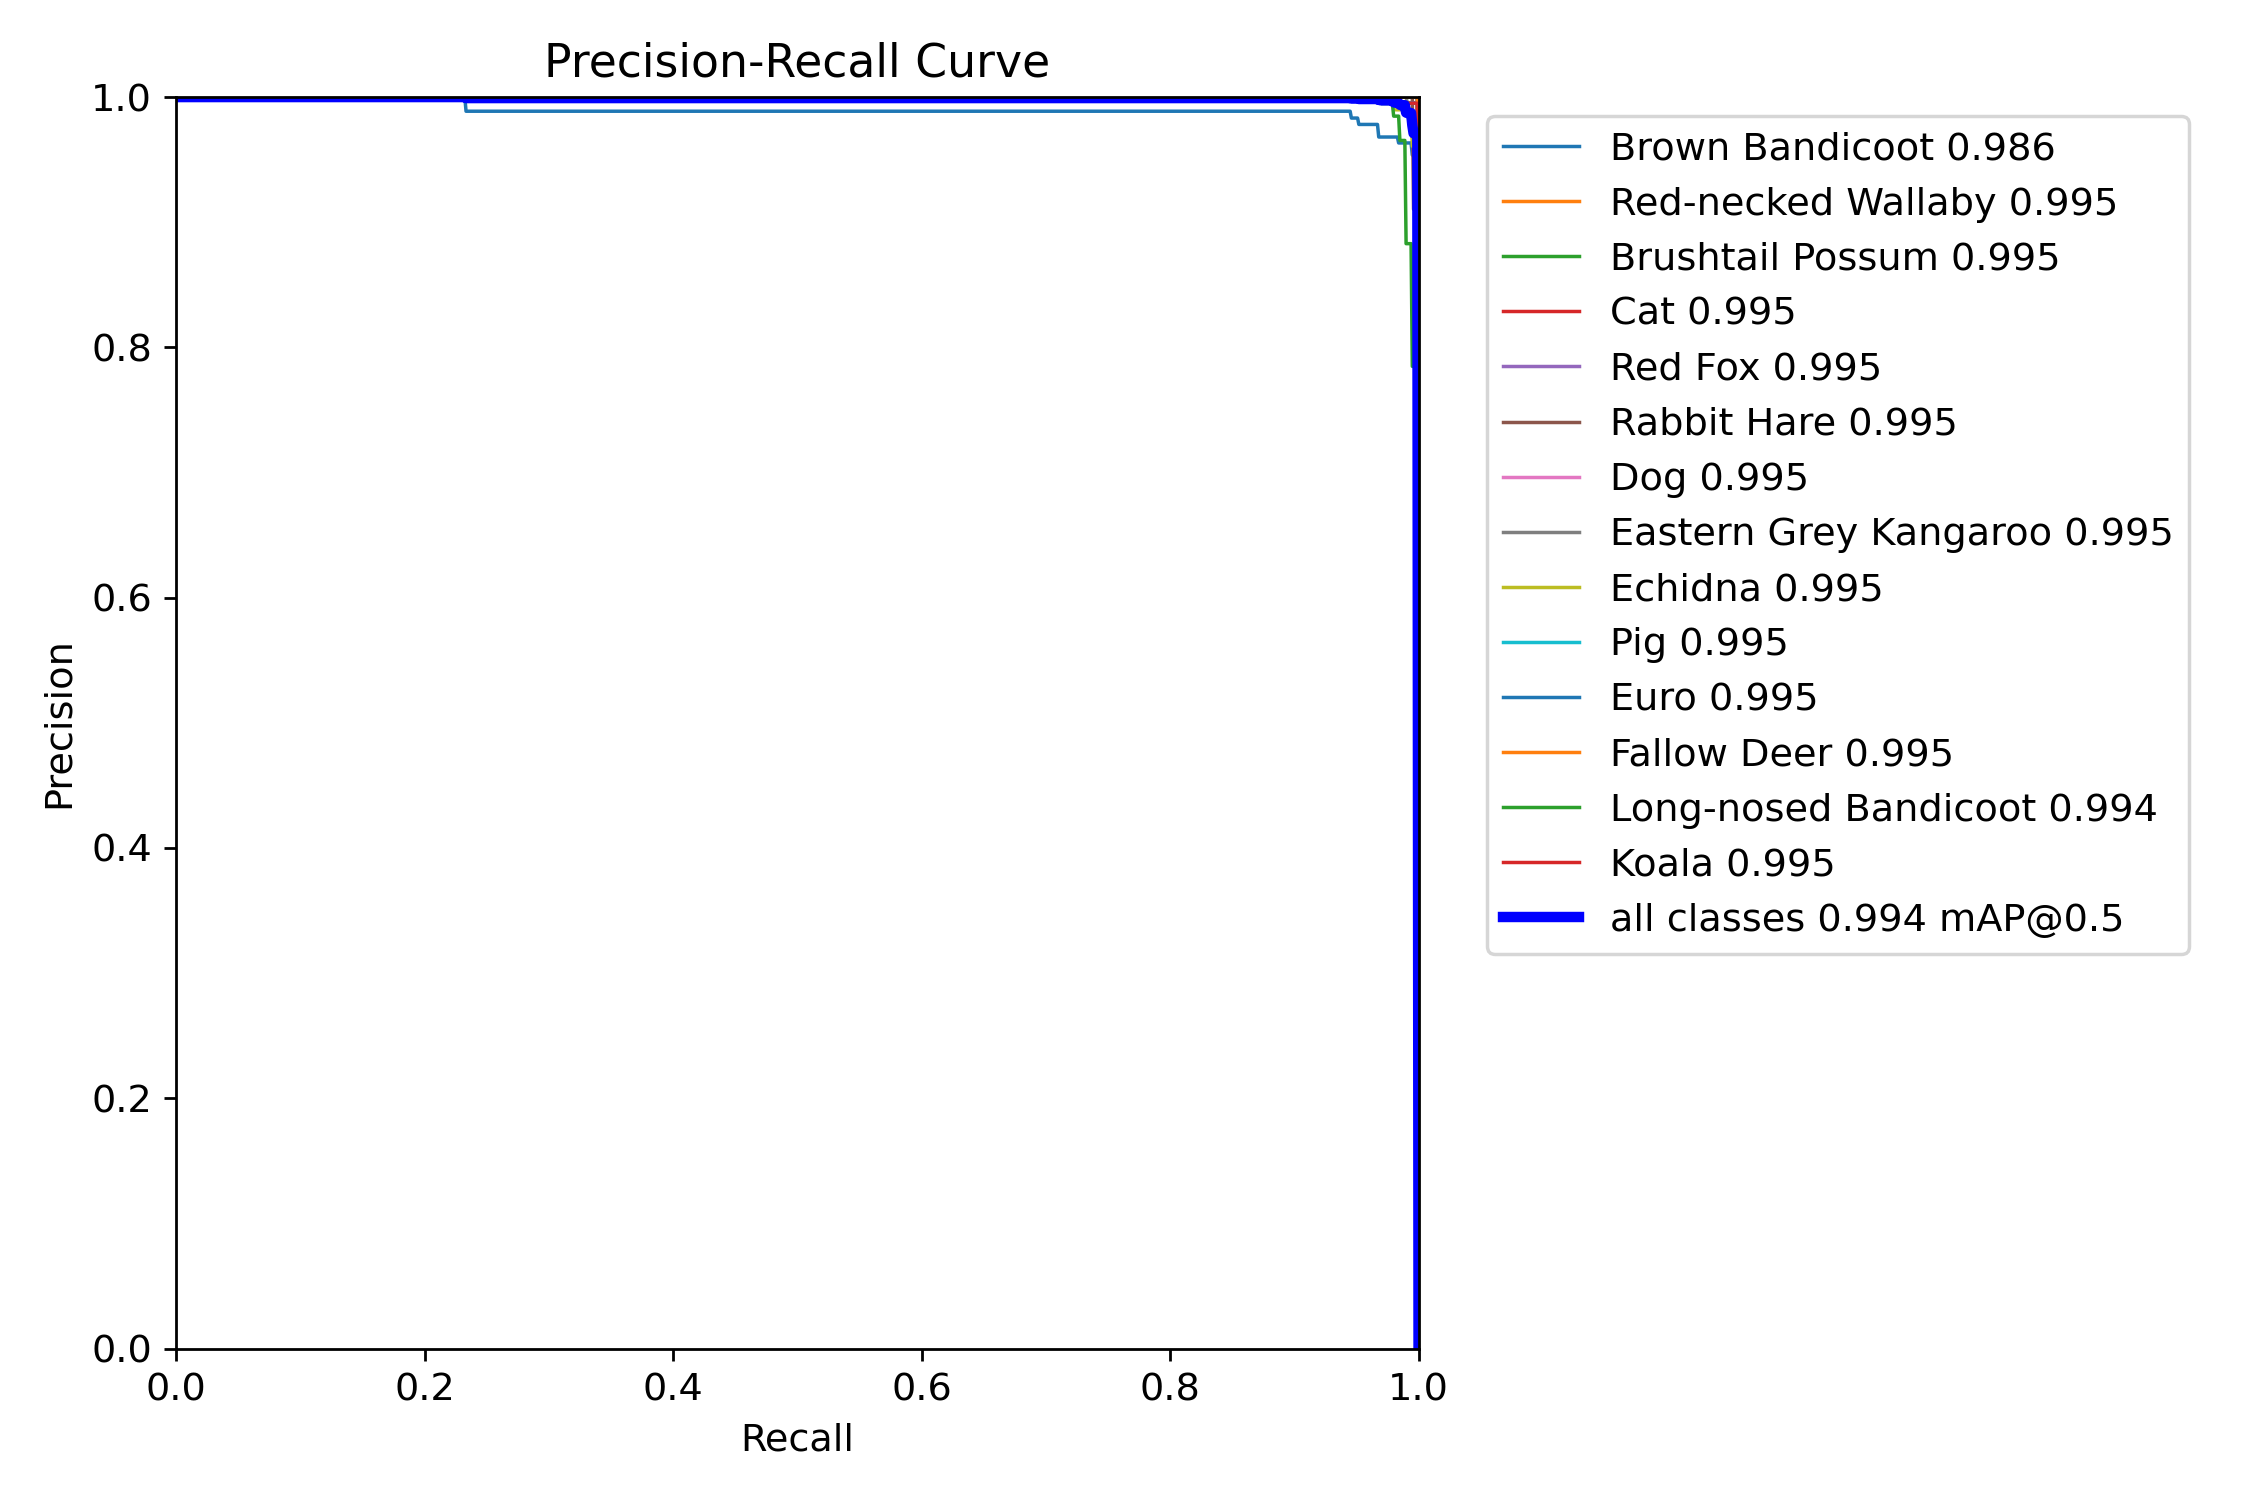 Precision-Recall Curve
1.0
0.8
0.6
0.4
0.2
0.0
Precision
0.0 0.2 0.4 0.6 0.8 1.0
Recall
Brown Bandicoot 0.986
Red-necked Wallaby 0.995
Brushtail Possum 0.995
Cat 0.995
Red Fox 0.995
Rabbit Hare 0.995
Dog 0.995
Eastern Grey Kangaroo 0.995
Echidna 0.995
Pig 0.995
Euro 0.995
Fallow Deer 0.995
Long-nosed Bandicoot 0.994
Koala 0.995
all classes 0.994 mAP@0.5